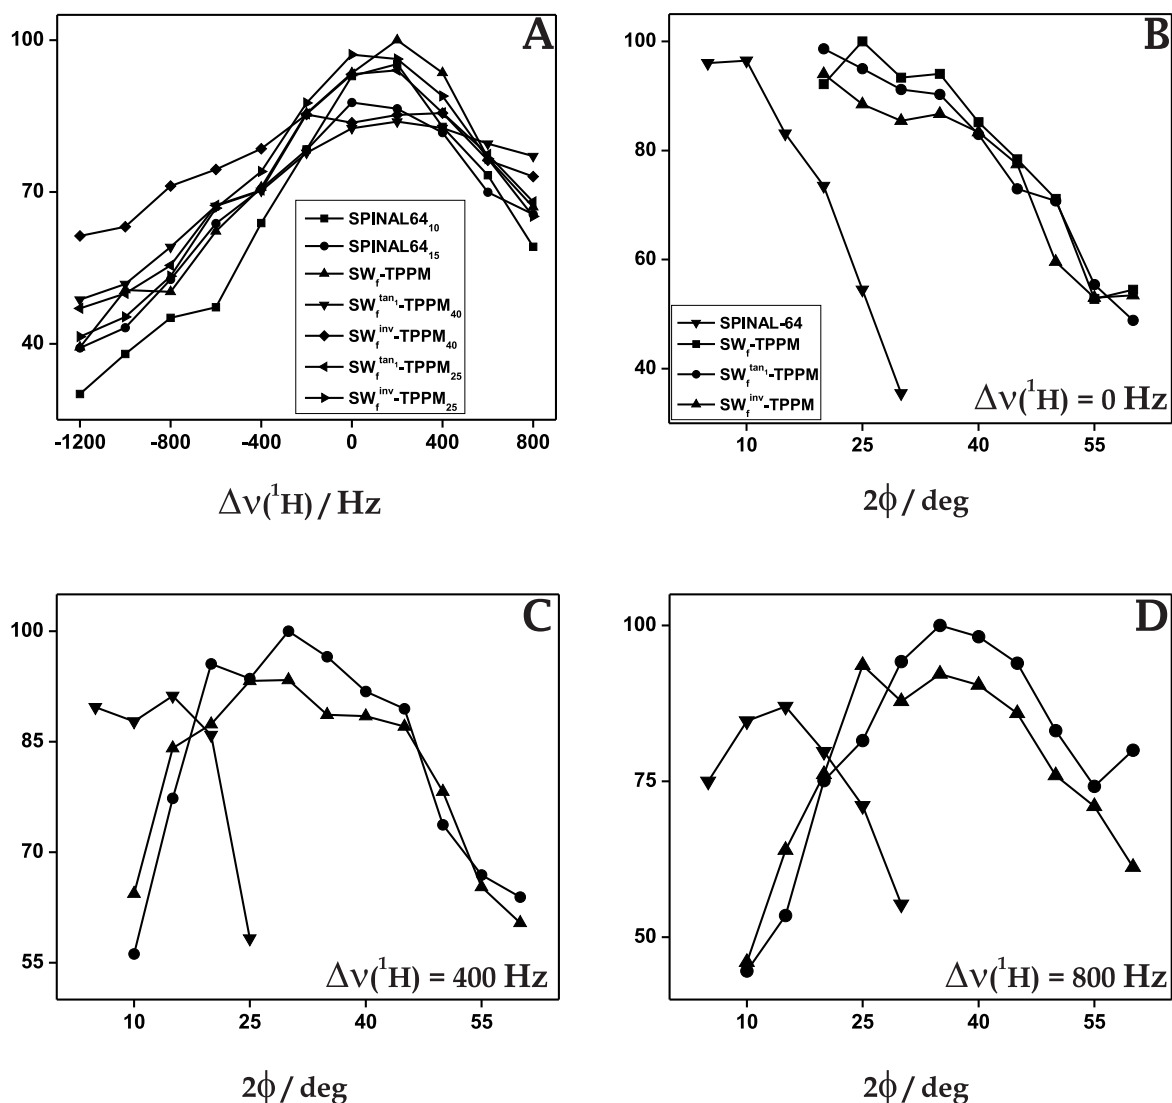 A
100
70
40
SPINAL64₁₀
SPINAL64₁₅
SW_f-TPPM
SW_f^tan₁-TPPM₄₀
SW_f^inv-TPPM₄₀
SW_f^tan₁-TPPM₂₅
SW_f^inv-TPPM₂₅
-1200 -800 -400 0 400 800
Δν(¹H) / Hz
B
100
80
60
40
SPINAL-64
SW_f-TPPM
SW_f^tan₁-TPPM
SW_f^inv-TPPM
Δν(¹H) = 0 Hz
10 25 40 55
2ϕ / deg
C
100
85
70
55
Δν(¹H) = 400 Hz
10 25 40 55
2ϕ / deg
D
100
75
50
Δν(¹H) = 800 Hz
10 25 40 55
2ϕ / deg